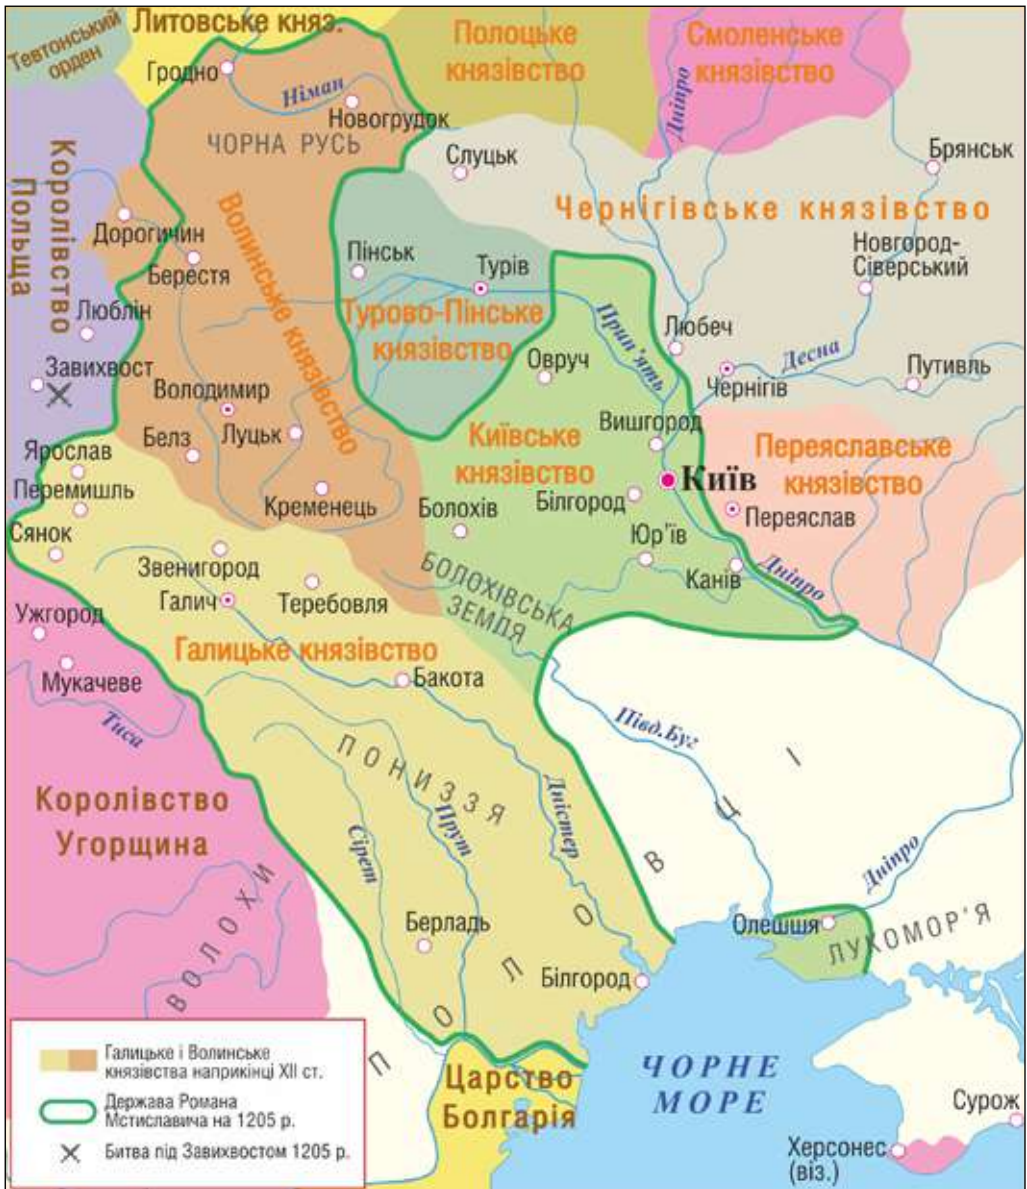 Тевтонський
орден
Литовське княз.
Полоцьке
князівство
Смоленське
князівство
Гродно
Німан
Новогрудок
Дніпро
ЧОРНА РУСЬ
Слуцьк
Брянськ
Королівство
Польща
Чернігівське князівство
Дорогичин
Волинське князівство
Берестя
Пінськ
Турів
Новгород-
Сіверський
Турово-Пінське
князівство
Прип’ять
Люблін
Любеч
Десна
Завихвост
Овруч
Чернігів
Путивль
Володимир
Луцьк
Белз
Вишгород
Київське
князівство
Переяславське
князівство
Ярослав
Перемишль
Київ
Кременець
Білгород
Болохів
Переяслав
Сянок
Звенигород
Юр’їв
Галич
Теребовля
БОЛОХІВСЬКА
ЗЕМЛЯ
Канів
Дніпро
Ужгород
Галицьке князівство
Мукачеве
Бакота
Тиса
Півд.Буг
ПОНИЗЗЯ
Королівство
Угорщина
Сірет
Прут
Дністер
Дніпро
ПОЛОВЦІ
ВОЛОХИ
Берладь
Олешшя
ЛУКОМОР’Я
Білгород
Галицьке і Волинське
князівства наприкінці XII ст.
Держава Романа
Мстиславича на 1205 р.
Битва під Завихвостом 1205 р.
Царство
Болгарія
ЧОРНЕ
МОРЕ
Сурож
Херсонес
(віз.)